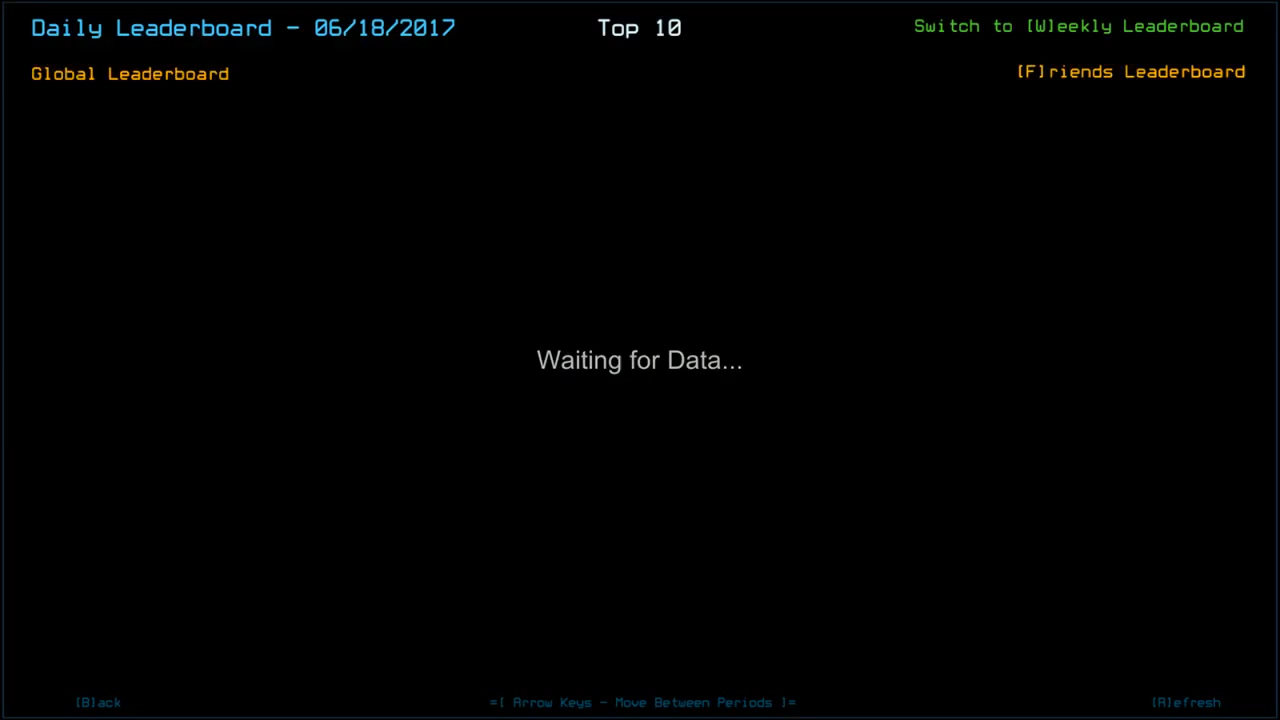 Daily Leaderboard - 06/18/2017
Top 10
Switch to [W]eekly Leaderboard
Global Leaderboard
[F]riends Leaderboard
Waiting for Data...
[B]ack
=[ Arrow Keys - Move Between Periods ]=
[R]efresh